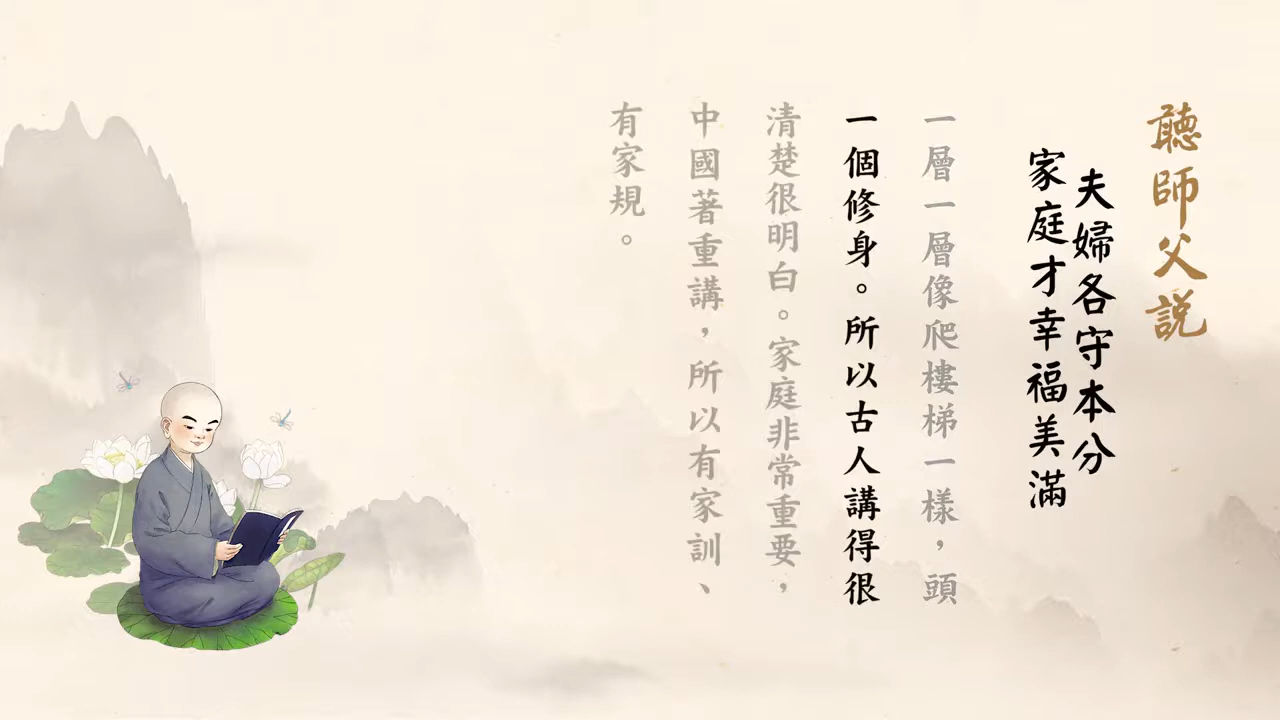 聽師父説
夫婦各守本分
家庭才幸福美滿
一層一層像爬樓梯一樣，頭
一個修身。所以古人講得很
清楚很明白。家庭非常重要，
中國著重講，所以有家訓、
有家規。